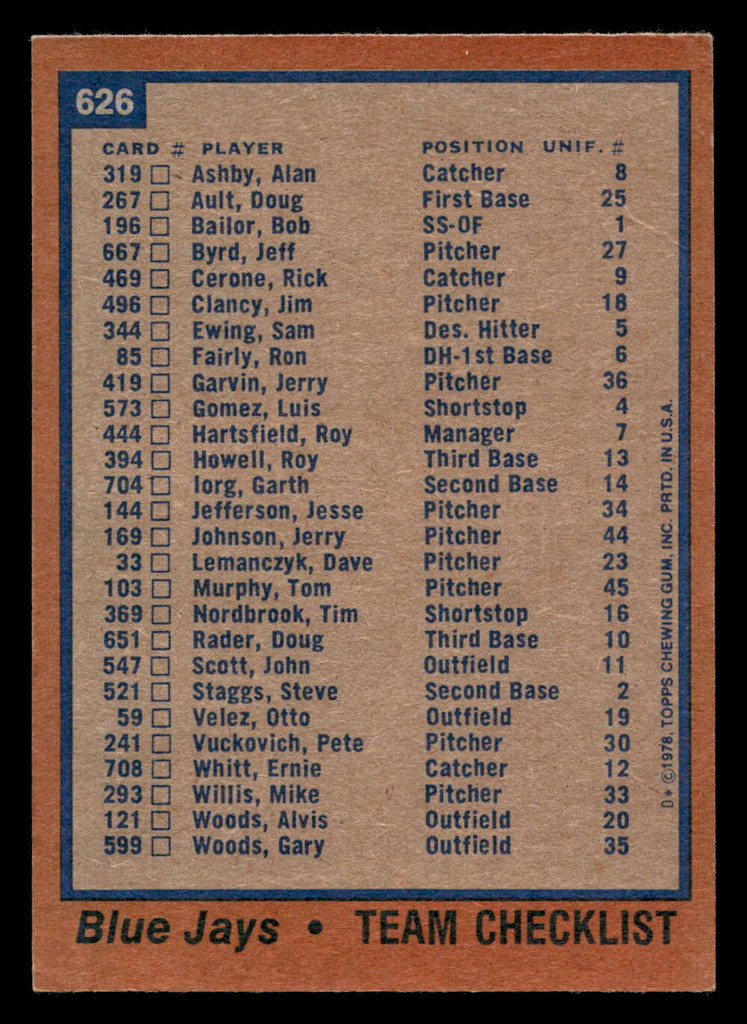 626
CARD # PLAYER POSITION UNIF. #
319 Ashby, Alan Catcher 8
267 Ault, Doug First Base 25
196 Bailor, Bob SS-OF 1
667 Byrd, Jeff Pitcher 27
469 Cerone, Rick Catcher 9
496 Clancy, Jim Pitcher 18
344 Ewing, Sam Des. Hitter 5
85 Fairly, Ron DH-1st Base 6
419 Garvin, Jerry Pitcher 36
573 Gomez, Luis Shortstop 4
444 Hartsfield, Roy Manager 7
394 Howell, Roy Third Base 13
704 Iorg, Garth Second Base 14
144 Jefferson, Jesse Pitcher 34
169 Johnson, Jerry Pitcher 44
33 Lemanczyk, Dave Pitcher 23
103 Murphy, Tom Pitcher 45
369 Nordbrook, Tim Shortstop 16
651 Rader, Doug Third Base 10
547 Scott, John Outfield 11
521 Staggs, Steve Second Base 2
59 Velez, Otto Outfield 19
241 Vuckovich, Pete Pitcher 30
708 Whitt, Ernie Catcher 12
293 Willis, Mike Pitcher 33
121 Woods, Alvis Outfield 20
599 Woods, Gary Outfield 35
D* ©1978, TOPPS CHEWING GUM, INC. PRTD. IN U.S.A.
Blue Jays • TEAM CHECKLIST